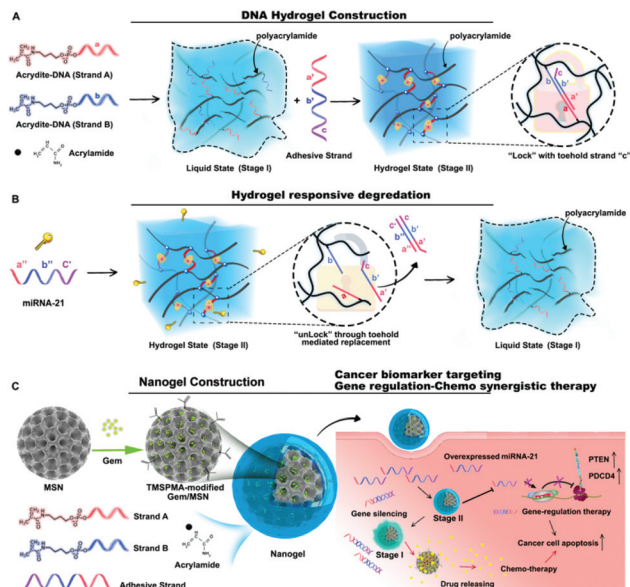 A
DNA Hydrogel Construction
a
Acrydite-DNA (Strand A)
b
Acrydite-DNA (Strand B)
Acrylamide
polyacrylamide
Liquid State (Stage I)
+
a'
b'
c
Adhesive Strand
polyacrylamide
Hydrogel State (Stage II)
c
b
b'
a'
a
"Lock" with toehold strand "c"
B
Hydrogel responsive degredation
a'' b'' C'
miRNA-21
Hydrogel State (Stage II)
b
c
b'
a
a'
"unLock" through toehold
mediated replacement
C'
c
b''
b'
a''
a'
polyacrylamide
Liquid State (Stage I)
C
Nanogel Construction
Cancer biomarker targeting
Gene regulation-Chemo synergistic therapy
MSN
Gem
TMSPMA-modified
Gem/MSN
Strand A
Strand B
Adhesive Strand
Acrylamide
Nanogel
Overexpressed miRNA-21
PTEN
PDCD4
Gene silencing
Stage II
Gene-regulation therapy
Stage I
Cancer cell apoptosis
Chemo-therapy
Drug releasing